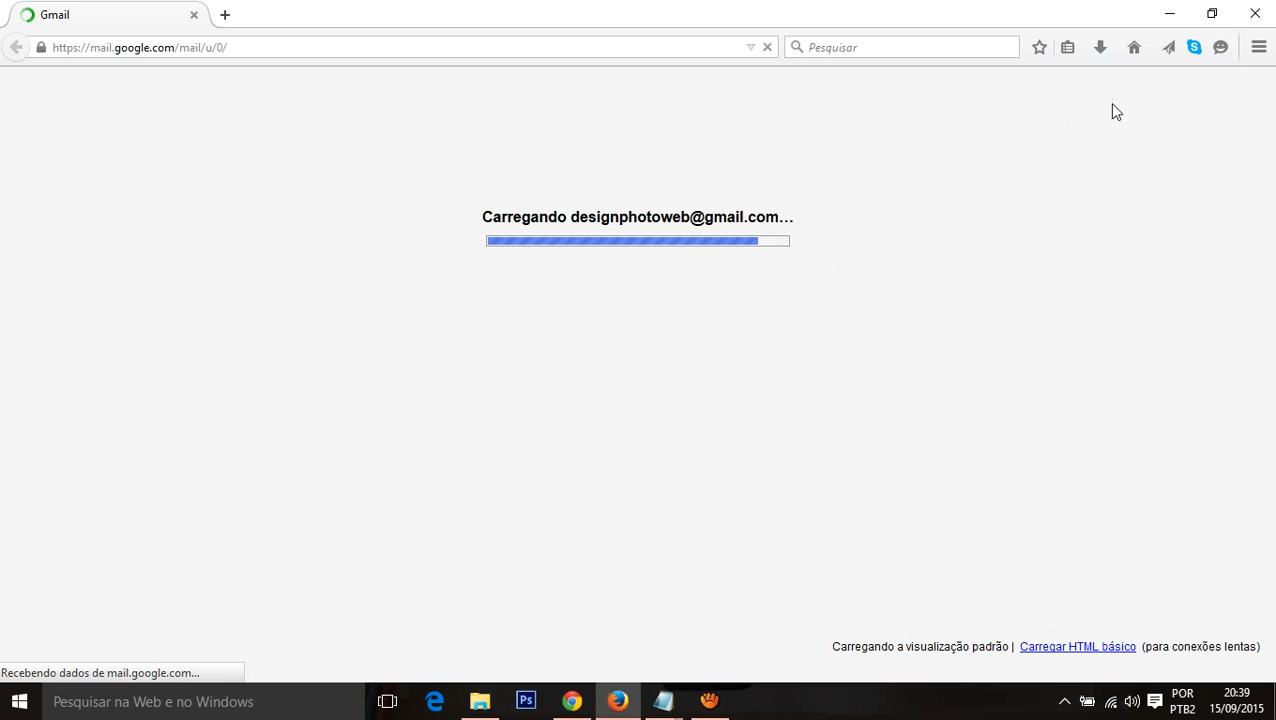 Gmail
https://mail.google.com/mail/u/0/
Pesquisar
Carregando designphotoweb@gmail.com…
Carregando a visualização padrão | Carregar HTML básico (para conexões lentas)
Recebendo dados de mail.google.com...
Pesquisar na Web e no Windows
Ps
POR
PTB2
20:39
15/09/2015